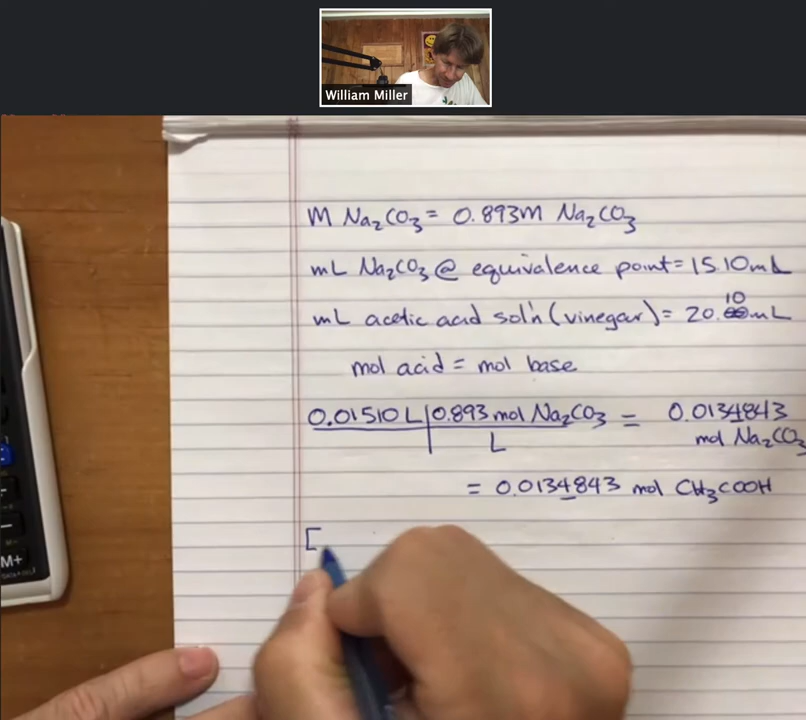 William Miller
M Na₂CO₃ = 0.893M Na₂CO₃
mL Na₂CO₃ @ equivalence point = 15.10mL
mL acetic acid sol'n (vinegar) = 20.10mL
mol acid = mol base
0.01510 L | 0.893 mol Na₂CO₃ = 0.0134843
L mol Na₂CO₃
= 0.0134843 mol CH₃COOH
[
M+